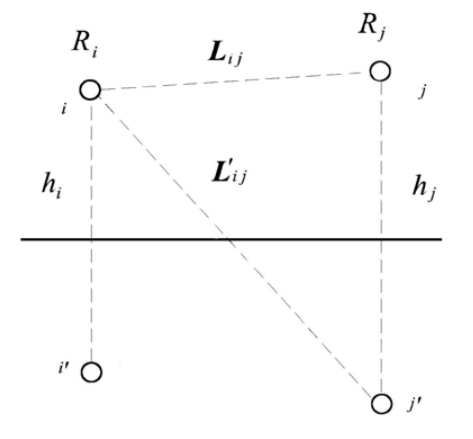 R_i
L_ij
R_j
i
j
h_i
L'_ij
h_j
i'
j'